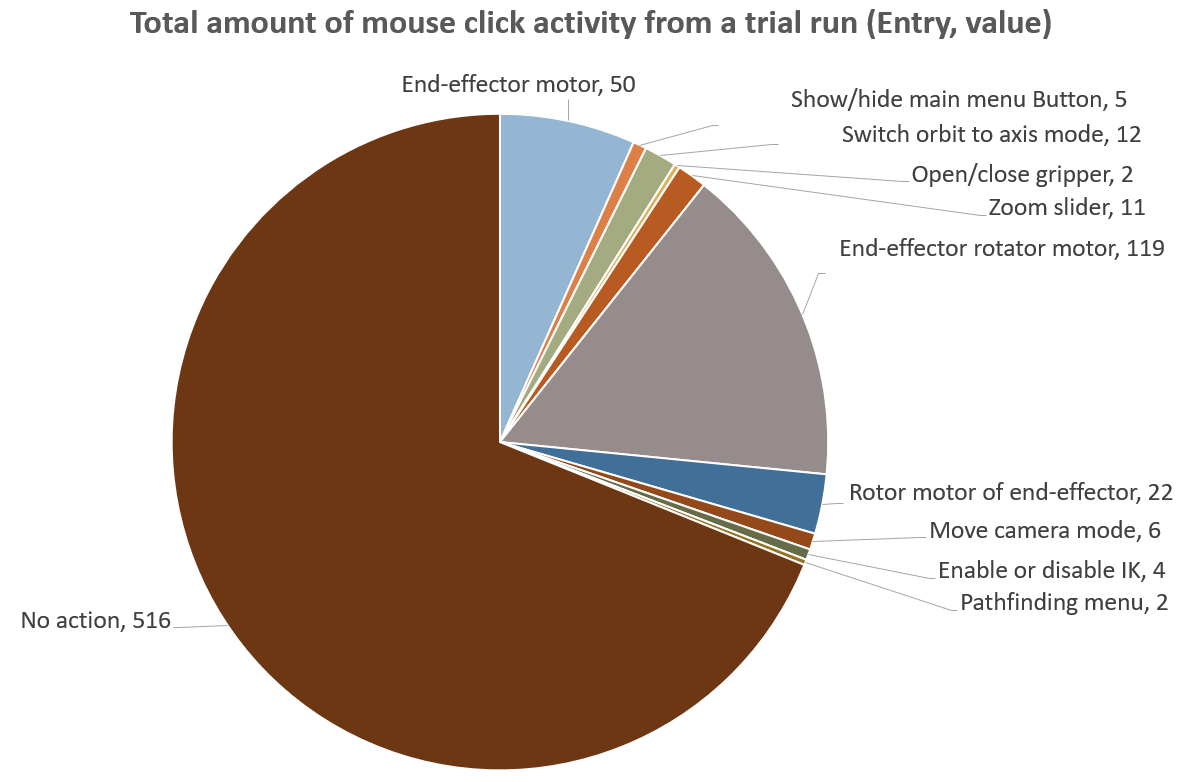 Total amount of mouse click activity from a trial run (Entry, value)
End-effector motor, 50
Show/hide main menu Button, 5
Switch orbit to axis mode, 12
Open/close gripper, 2
Zoom slider, 11
End-effector rotator motor, 119
Rotor motor of end-effector, 22
Move camera mode, 6
Enable or disable IK, 4
Pathfinding menu, 2
No action, 516